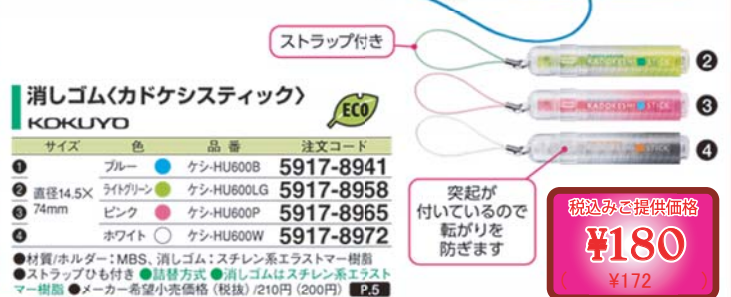 ストラップ付き
❷
消しゴム〈カドケシスティック〉
ECO
KOKUYO
❸
サイズ 色 品番 注文コード
❶ ブルー ケシ-HU600B 5917-8941
❹
❷ 直径14.5× ライトグリーン ケシ-HU600LG 5917-8958
❸ 74mm ピンク ケシ-HU600P 5917-8965
❹ ホワイト ケシ-HU600W 5917-8972
突起が
付いているので
転がりを
防ぎます
税込みご提供価格
¥180
( ¥172 )
●材質/ホルダー:MBS、消しゴム:スチレン系エラストマー樹脂
●ストラップひも付き ●詰替方式 ●消しゴムはスチレン系エラスト
マー樹脂 ●メーカー希望小売価格(税抜)/210円(200円) P.5